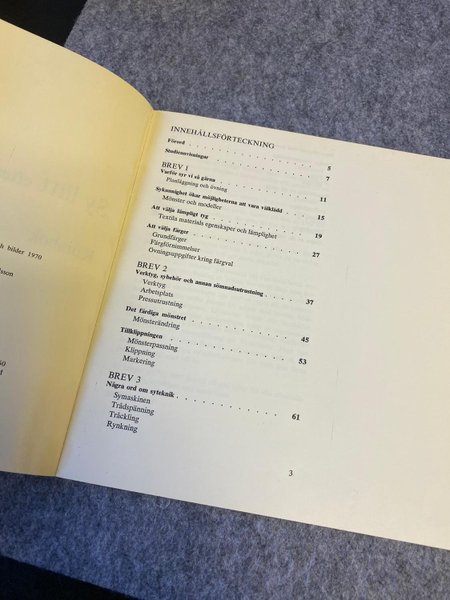 h bilder 1970
sson
60
d
INNEHÅLLSFÖRTECKNING
Förord . . . . . . . . . . . . . . 5
Studieanvisningar . . . . . . . . . . . . 7
BREV 1
Varför syr vi så gärna . . . . . . . . . . . 11
Planläggning och övning
Sykunnighet ökar möjligheterna att vara välklädd . . 15
Mönster och modeller
Att välja lämpligt tyg . . . . . . . . . . . 19
Textila materials egenskaper och lämplighet
Att välja färger . . . . . . . . . . . . 27
Grundfärger
Färgförnimmelser
Övningsuppgifter kring färgval
BREV 2
Verktyg, sybehör och annan sömnadsutrustning . . . . 37
Verktyg
Arbetsplats
Pressutrustning
Det färdiga mönstret . . . . . . . . . . . 45
Mönsterändring
Tillklippningen . . . . . . . . . . . . 53
Mönsterpassning
Klippning
Markering
BREV 3
Några ord om syteknik . . . . . . . . . . . 61
Symaskinen
Trådspänning
Träckling
Rynkning
3